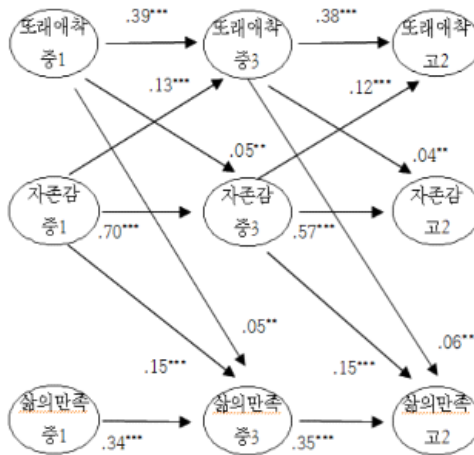 .39***
.38***
또래애착
중1
또래애착
중3
또래애착
고2
.13***
.12***
.05**
.04**
자존감
중1
자존감
중3
자존감
고2
.70***
.57***
.05**
.06**
.15***
.15***
삶의만족
중1
삶의만족
중3
삶의만족
고2
.34***
.35***